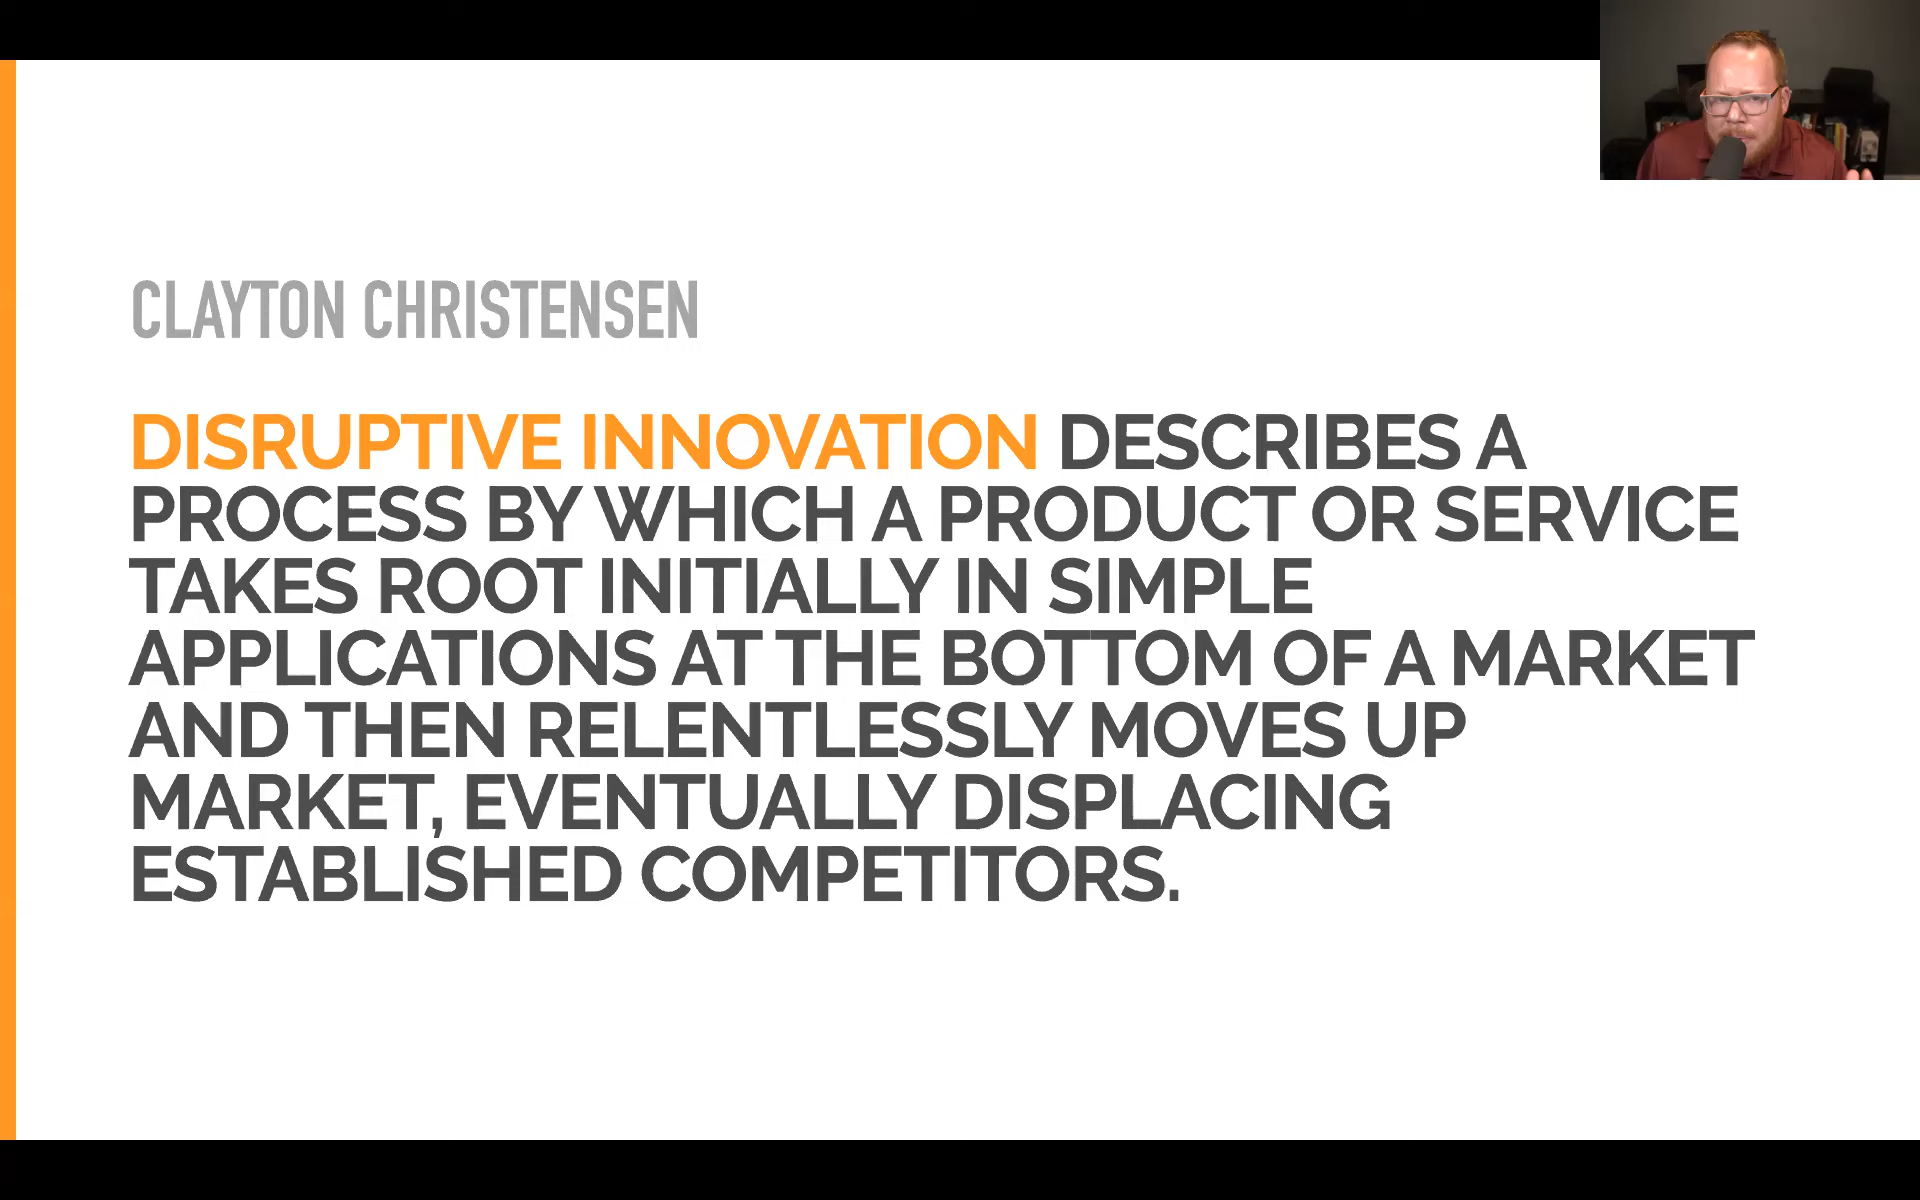 CLAYTON CHRISTENSEN
DISRUPTIVE INNOVATION DESCRIBES A
PROCESS BY WHICH A PRODUCT OR SERVICE
TAKES ROOT INITIALLY IN SIMPLE
APPLICATIONS AT THE BOTTOM OF A MARKET
AND THEN RELENTLESSLY MOVES UP
MARKET, EVENTUALLY DISPLACING
ESTABLISHED COMPETITORS.